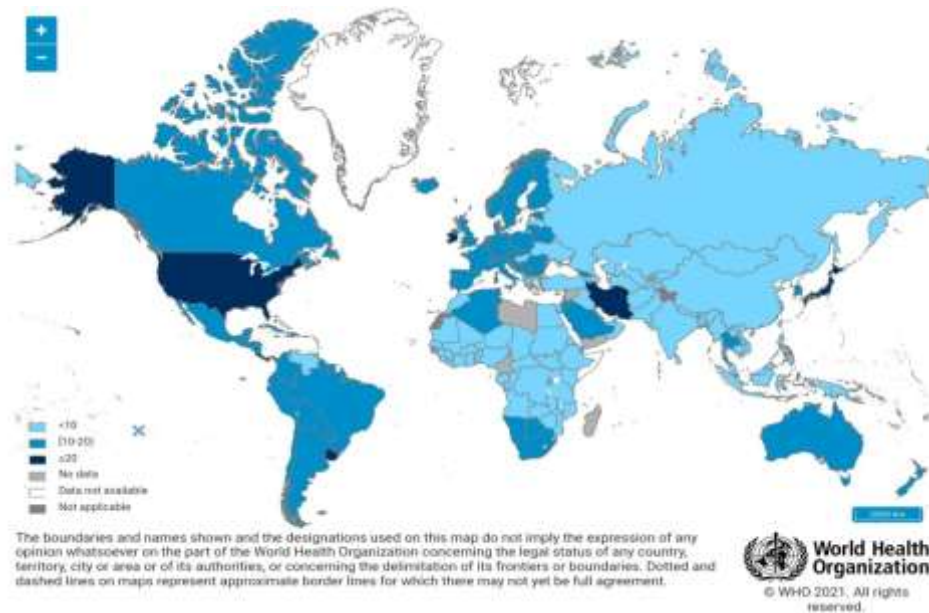 +
−
<10
[10-20)
≥20
No data
Data not available
Not applicable
The boundaries and names shown and the designations used on this map do not imply the expression of any
opinion whatsoever on the part of the World Health Organization concerning the legal status of any country,
territory, city or area or of its authorities, or concerning the delimitation of its frontiers or boundaries. Dotted and
dashed lines on maps represent approximate border lines for which there may not yet be full agreement.
World Health
Organization
© WHO 2021. All rights
reserved.